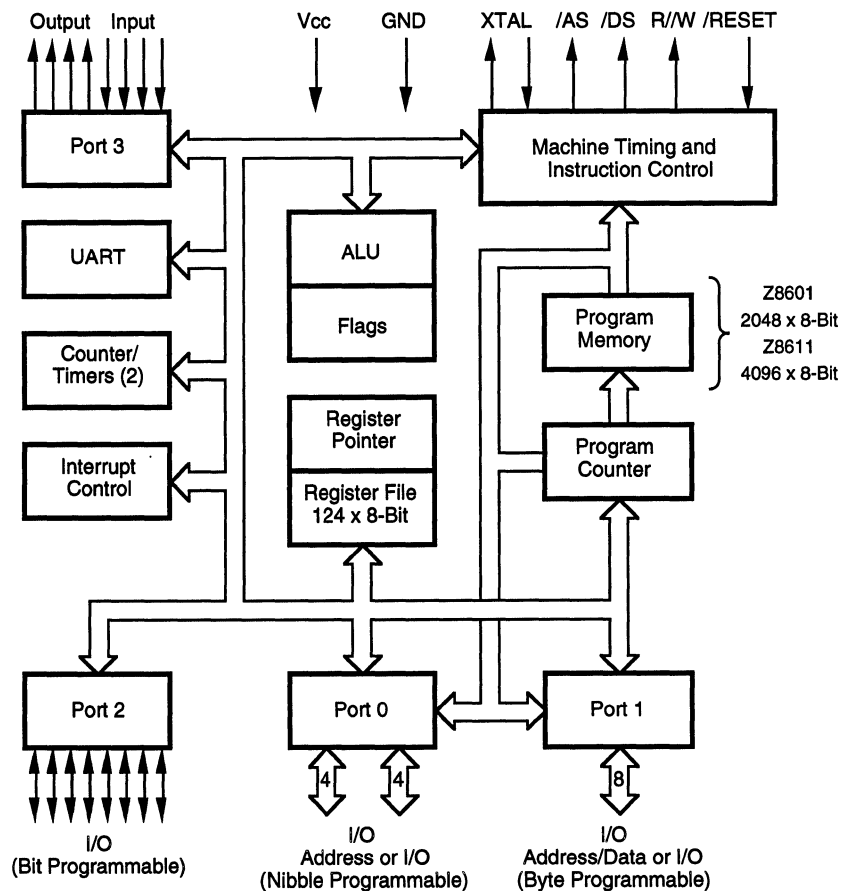 Output Input Vcc GND XTAL /AS /DS R//W /RESET
Port 3
Machine Timing and
Instruction Control
UART
ALU
Flags
Counter/
Timers (2)
Program
Memory
Z8601
2048 x 8-Bit
Z8611
4096 x 8-Bit
Register
Pointer
Program
Counter
Interrupt
Control
Register File
124 x 8-Bit
Port 2
Port 0
Port 1
4
4
8
I/O
(Bit Programmable)
I/O
Address or I/O
(Nibble Programmable)
I/O
Address/Data or I/O
(Byte Programmable)